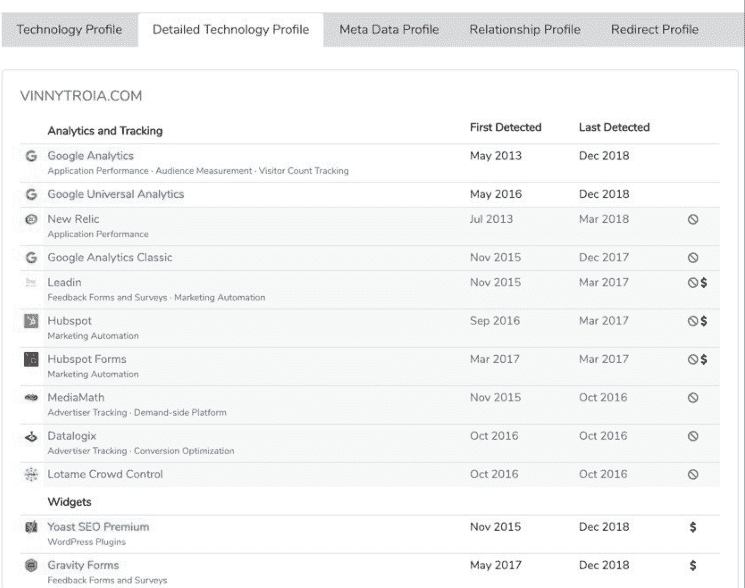 Technology Profile Detailed Technology Profile Meta Data Profile Relationship Profile Redirect Profile
VINNYTROIA.COM
Analytics and Tracking First Detected Last Detected
Google Analytics May 2013 Dec 2018
Application Performance · Audience Measurement · Visitor Count Tracking
Google Universal Analytics May 2016 Dec 2018
New Relic Jul 2013 Mar 2018
Application Performance
Google Analytics Classic Nov 2015 Dec 2017
Leadin Nov 2015 Mar 2017 $
Feedback Forms and Surveys · Marketing Automation
Hubspot Sep 2016 Mar 2017 $
Marketing Automation
Hubspot Forms Mar 2017 Mar 2017 $
Marketing Automation
MediaMath Nov 2015 Oct 2016
Advertiser Tracking · Demand-side Platform
Datalogix Oct 2016 Oct 2016
Advertiser Tracking · Conversion Optimization
Lotame Crowd Control Oct 2016 Oct 2016
Widgets
Yoast SEO Premium Nov 2015 Dec 2018 $
WordPress Plugins
Gravity Forms May 2017 Dec 2018 $
Feedback Forms and Surveys